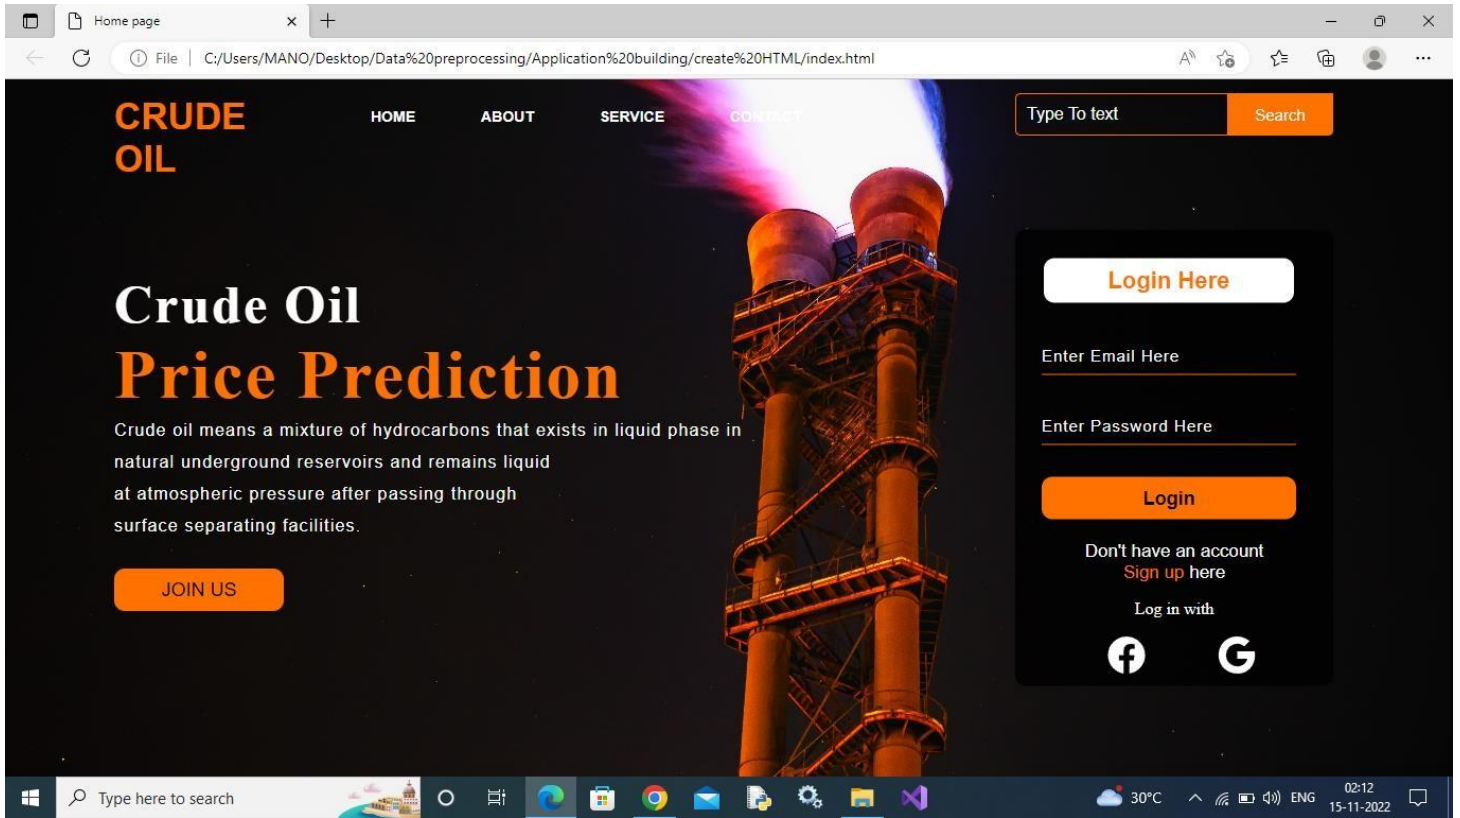 Home page
File
C:/Users/MANO/Desktop/Data%20preprocessing/Application%20building/create%20HTML/index.html
CRUDE
OIL
HOME ABOUT SERVICE CONTACT
Type To text Search
Crude Oil
Price Prediction
Crude oil means a mixture of hydrocarbons that exists in liquid phase in
natural underground reservoirs and remains liquid
at atmospheric pressure after passing through
surface separating facilities.
JOIN US
Login Here
Enter Email Here
Enter Password Here
Login
Don't have an account
Sign up here
Log in with
Type here to search
30°C
ENG
02:12
15-11-2022